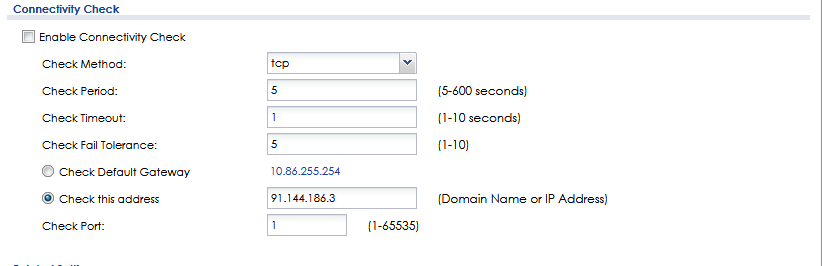 Connectivity Check
Enable Connectivity Check
Check Method: tcp
Check Period: 5 (5-600 seconds)
Check Timeout: 1 (1-10 seconds)
Check Fail Tolerance: 5 (1-10)
Check Default Gateway 10.86.255.254
Check this address 91.144.186.3 (Domain Name or IP Address)
Check Port: 1 (1-65535)